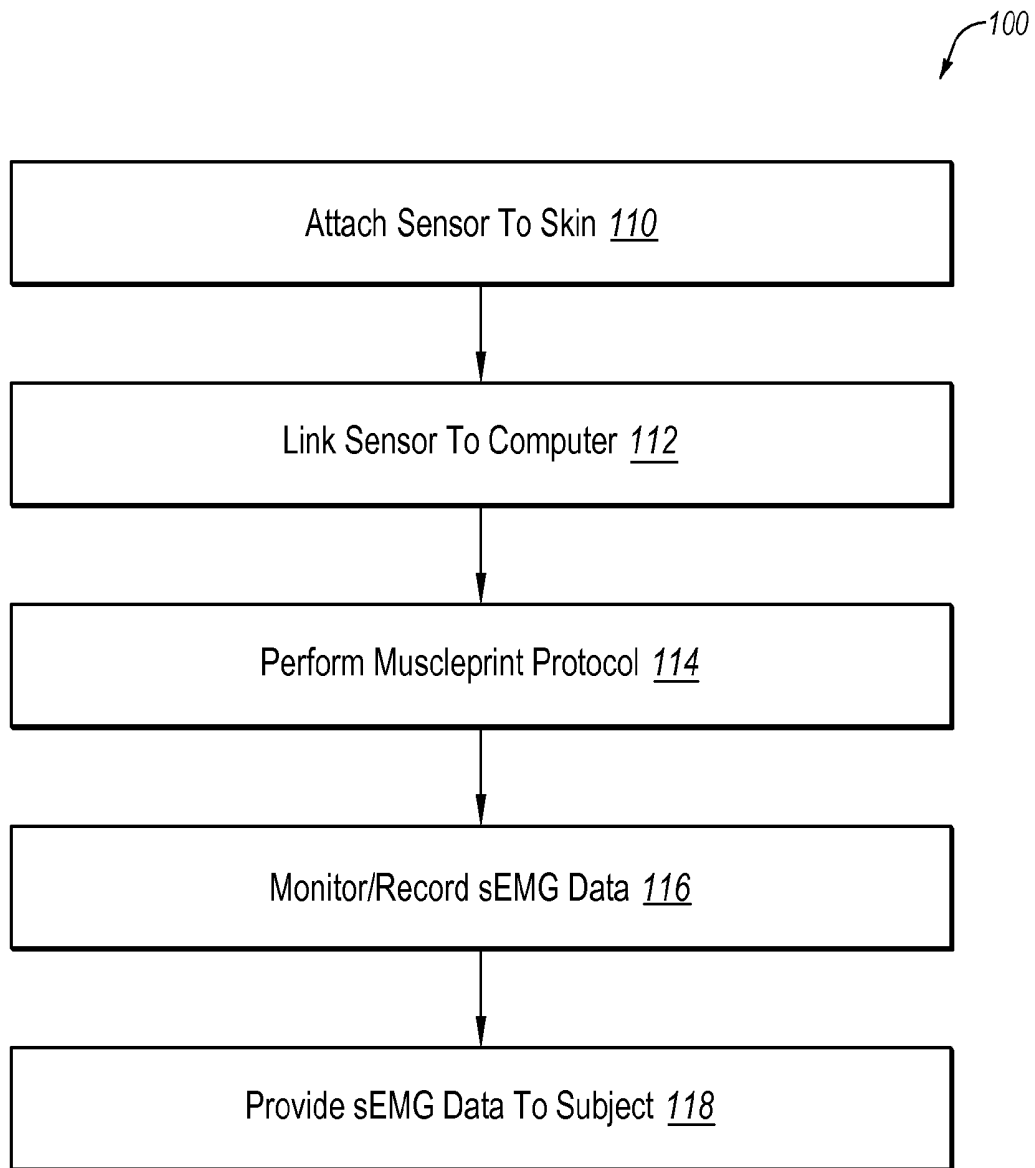 100
Attach Sensor To Skin 110
Link Sensor To Computer 112
Perform Muscleprint Protocol 114
Monitor/Record sEMG Data 116
Provide sEMG Data To Subject 118